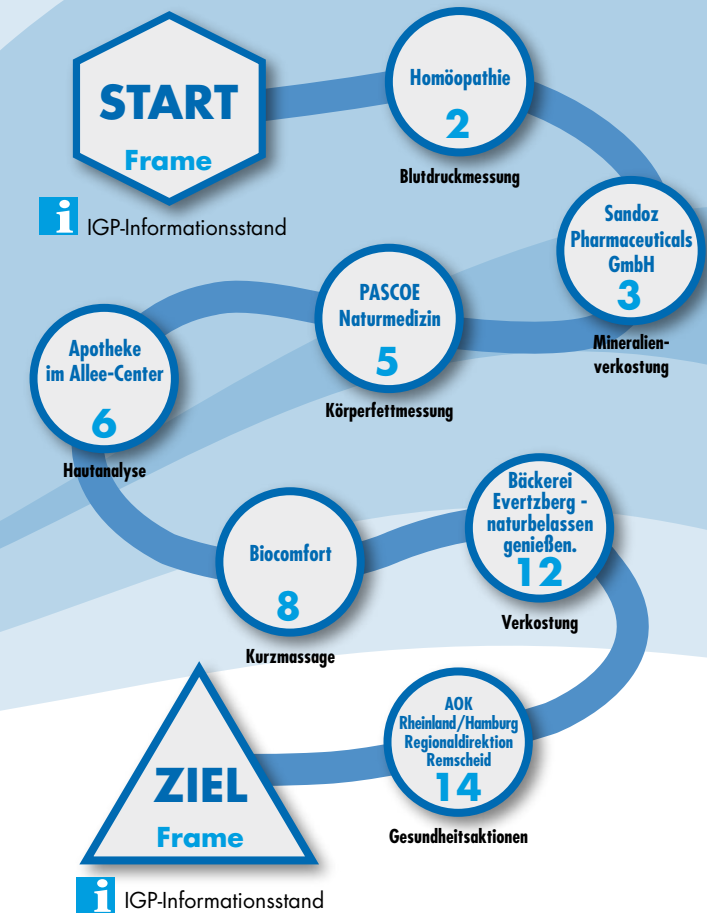 START
Frame
i IGP-Informationsstand
Homöopathie
2
Blutdruckmessung
Sandoz
Pharmaceuticals
GmbH
3
Mineralien-
verkostung
PASCOE
Naturmedizin
5
Körperfettmessung
Apotheke
im Allee-Center
6
Hautanalyse
Biocomfort
8
Kurzmassage
Bäckerei
Evertzberg -
naturbelassen
genießen.
12
Verkostung
AOK
Rheinland/Hamburg
Regionaldirektion
Remscheid
14
Gesundheitsaktionen
ZIEL
Frame
i IGP-Informationsstand